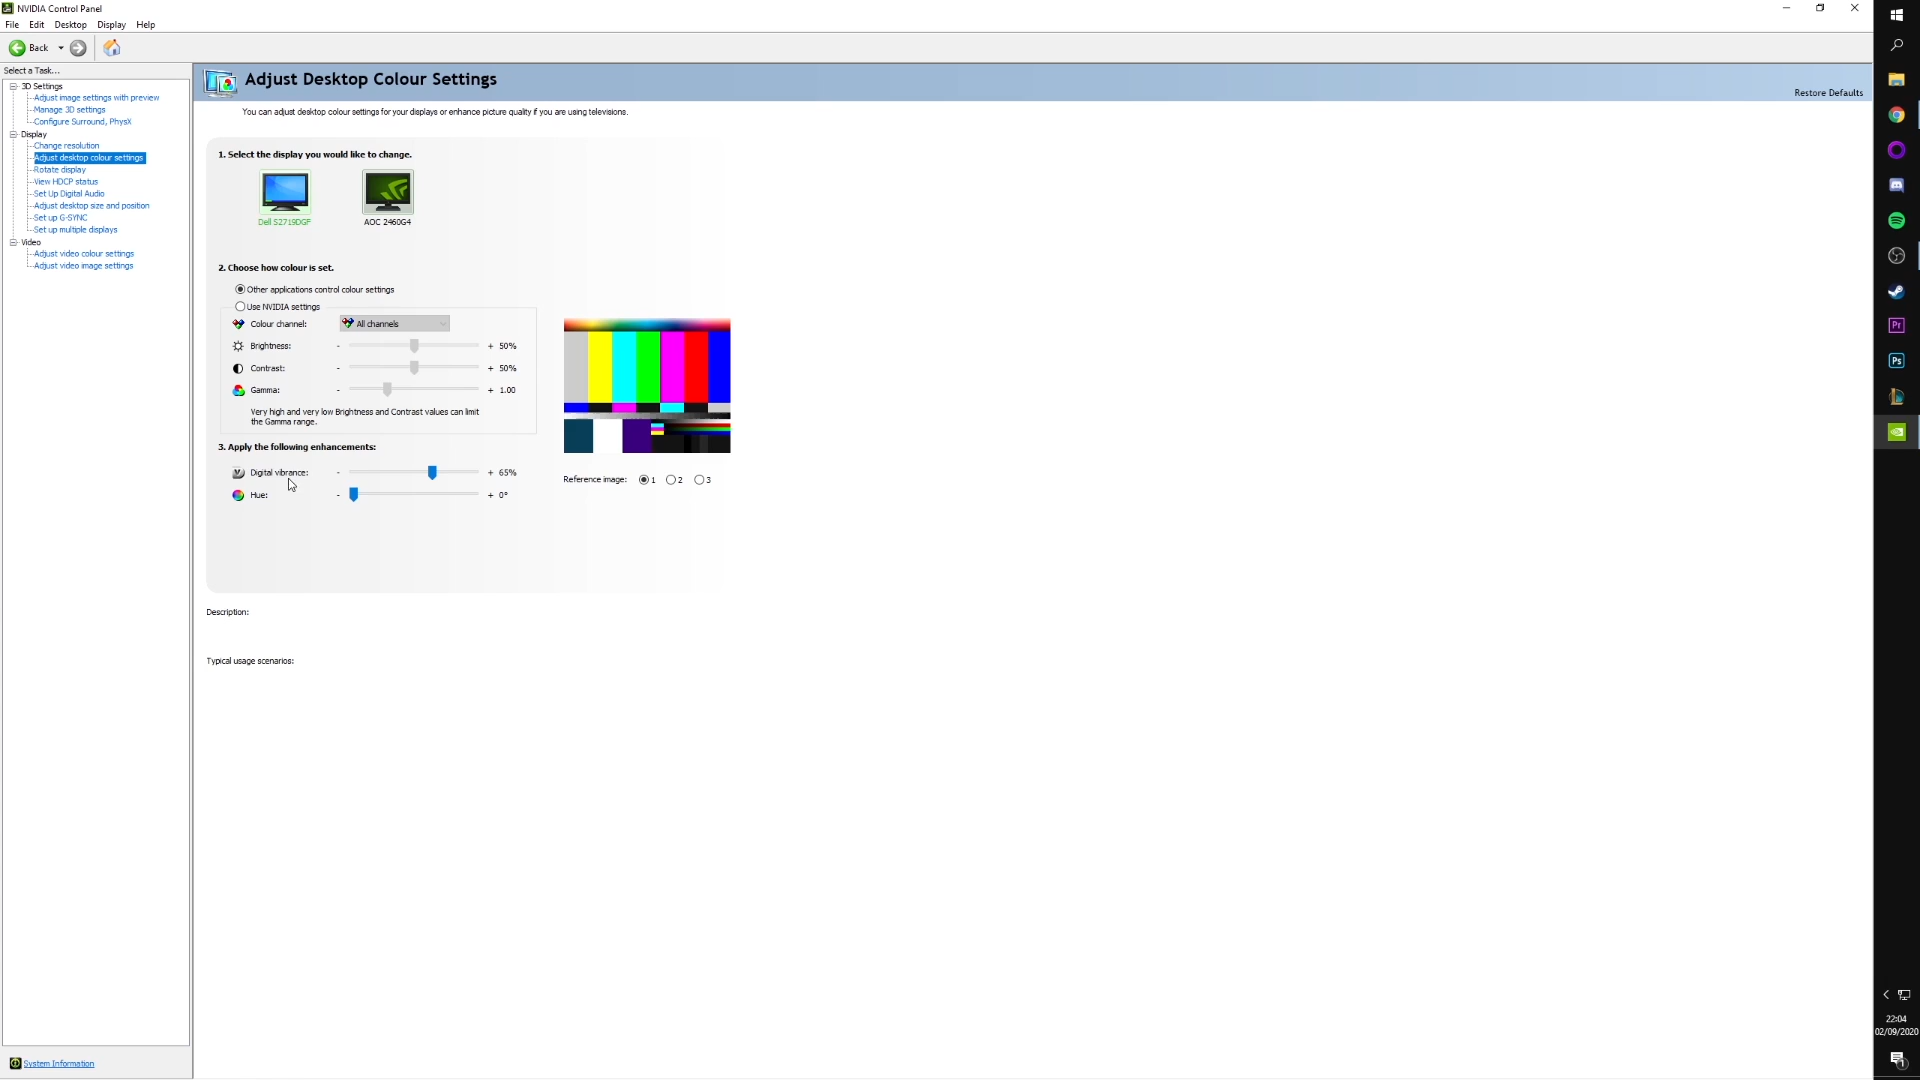 NVIDIA Control Panel
File Edit Desktop Display Help
Back
Select a Task...
3D Settings
Adjust image settings with preview
Manage 3D settings
Configure Surround, PhysX
Display
Change resolution
Adjust desktop colour settings
Rotate display
View HDCP status
Set Up Digital Audio
Adjust desktop size and position
Set up G-SYNC
Set up multiple displays
Video
Adjust video colour settings
Adjust video image settings
System Information
Adjust Desktop Colour Settings
Restore Defaults
You can adjust desktop colour settings for your displays or enhance picture quality if you are using televisions.
1. Select the display you would like to change.
Dell S2719DGF AOC 2460G4
2. Choose how colour is set.
Other applications control colour settings
Use NVIDIA settings
Colour channel: All channels
Brightness: - + 50%
Contrast: - + 50%
Gamma: - + 1.00
Very high and very low Brightness and Contrast values can limit
the Gamma range.
3. Apply the following enhancements:
Digital vibrance: - + 65%
Hue: - + 0°
Reference image: 1 2 3
Description:
Typical usage scenarios:
Pr
Ps
22:04
02/09/2020
1